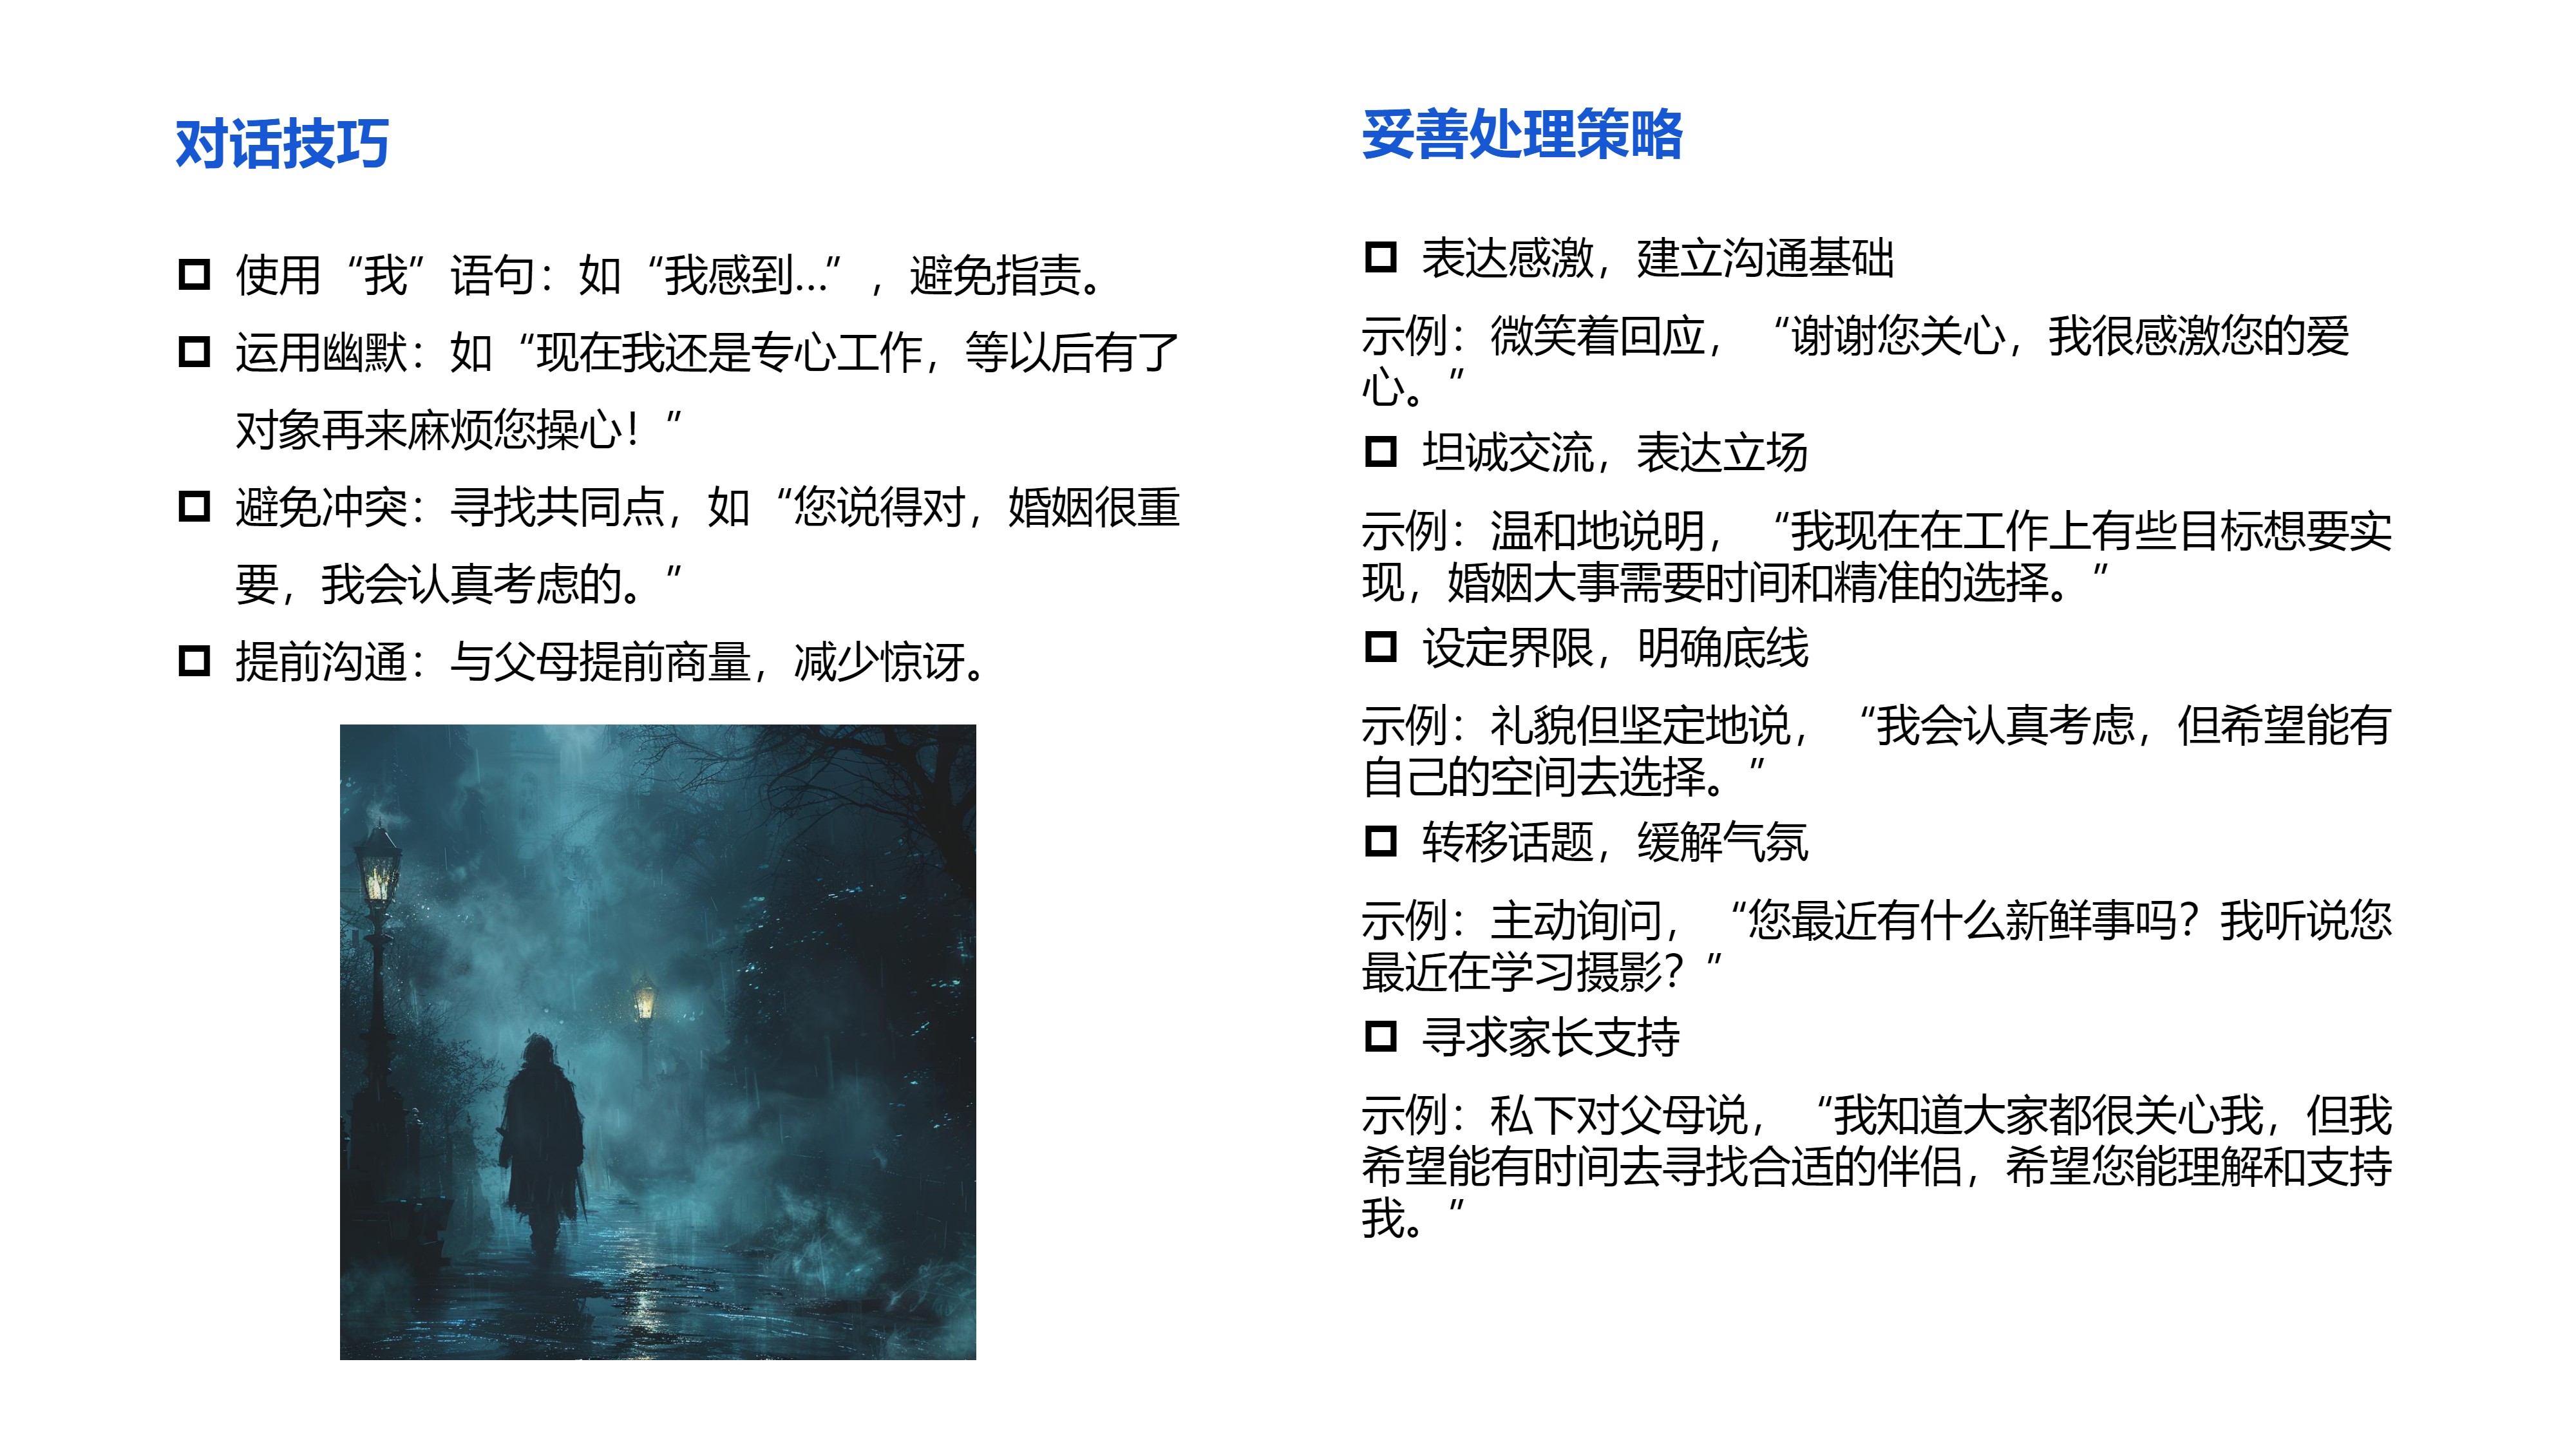 对话技巧
使用“我”语句：如“我感到...”，避免指责。
运用幽默：如“现在我还是专心工作，等以后有了
对象再来麻烦您操心！”
避免冲突：寻找共同点，如“您说得对，婚姻很重
要，我会认真考虑的。”
提前沟通：与父母提前商量，减少惊讶。
妥善处理策略
表达感激，建立沟通基础
示例：微笑着回应，“谢谢您关心，我很感激您的爱
心。”
坦诚交流，表达立场
示例：温和地说明，“我现在在工作上有些目标想要实
现，婚姻大事需要时间和精准的选择。”
设定界限，明确底线
示例：礼貌但坚定地说，“我会认真考虑，但希望能有
自己的空间去选择。”
转移话题，缓解气氛
示例：主动询问，“您最近有什么新鲜事吗？我听说您
最近在学习摄影？”
寻求家长支持
示例：私下对父母说，“我知道大家都很关心我，但我
希望能有时间去寻找合适的伴侣，希望您能理解和支持
我。”